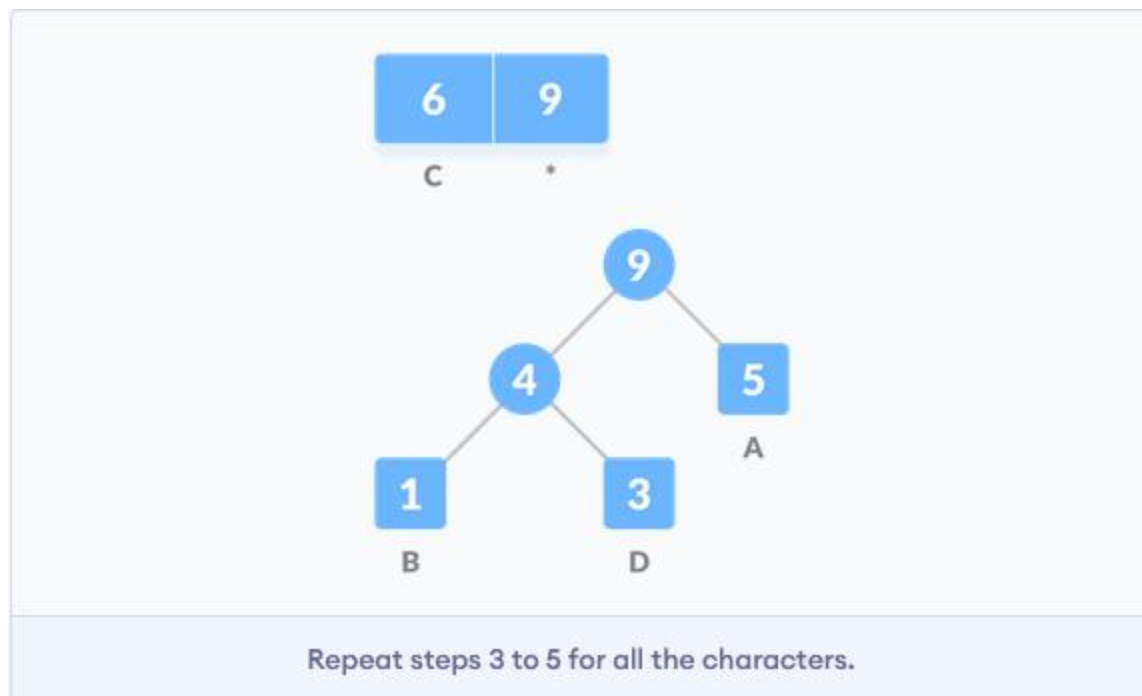 6 9
C *
9
4 5
A
1 3
B D
Repeat steps 3 to 5 for all the characters.